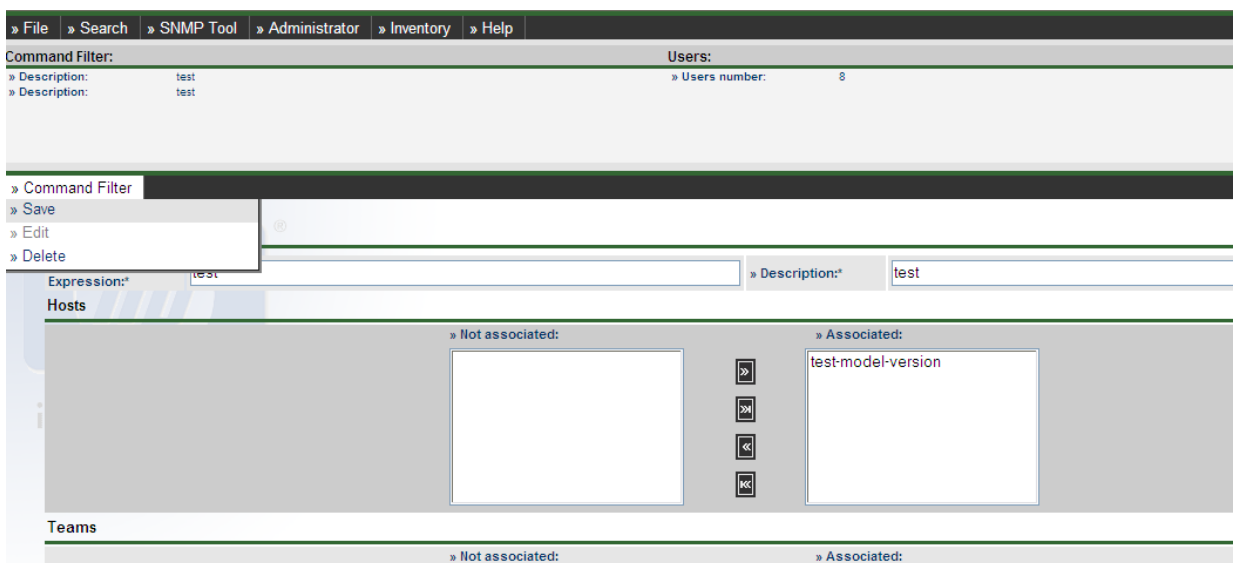 » File » Search » SNMP Tool » Administrator » Inventory » Help
Command Filter: Users:
» Description: test » Users number: 8
» Description: test
» Command Filter
» Save
» Edit
®
» Delete
Expression:* test » Description:* test
Hosts
» Not associated: » Associated:
test-model-version
Teams
» Not associated: » Associated: